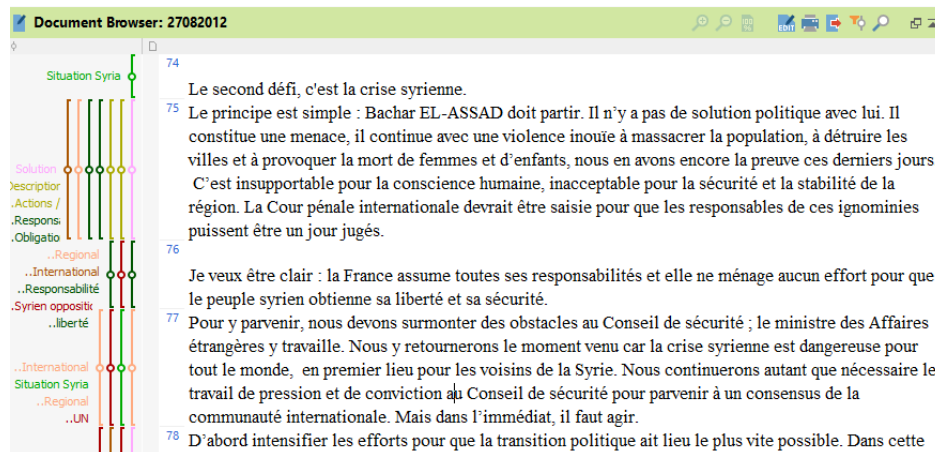 Document Browser: 27082012
EDIT
74
Situation Syria
Le second défi, c'est la crise syrienne.
75 Le principe est simple : Bachar EL-ASSAD doit partir. Il n’y a pas de solution politique avec lui. Il
constitue une menace, il continue avec une violence inouïe à massacrer la population, à détruire les
villes et à provoquer la mort de femmes et d’enfants, nous en avons encore la preuve ces derniers jours
C’est insupportable pour la conscience humaine, inacceptable pour la sécurité et la stabilité de la
région. La Cour pénale internationale devrait être saisie pour que les responsables de ces ignominies
puissent être un jour jugés.
Solution
Description
..Actions /
.Responsa
.Obligatio
76
Je veux être clair : la France assume toutes ses responsabilités et elle ne ménage aucun effort pour que
le peuple syrien obtienne sa liberté et sa sécurité.
..Regional
..International
..Responsabilité
.Syrien oppositic
..liberté
77 Pour y parvenir, nous devons surmonter des obstacles au Conseil de sécurité ; le ministre des Affaires
étrangères y travaille. Nous y retournerons le moment venu car la crise syrienne est dangereuse pour
tout le monde, en premier lieu pour les voisins de la Syrie. Nous continuerons autant que nécessaire le
travail de pression et de conviction au Conseil de sécurité pour parvenir à un consensus de la
communauté internationale. Mais dans l’immédiat, il faut agir.
..International
Situation Syria
..Regional
..UN
78 D’abord intensifier les efforts pour que la transition politique ait lieu le plus vite possible. Dans cette